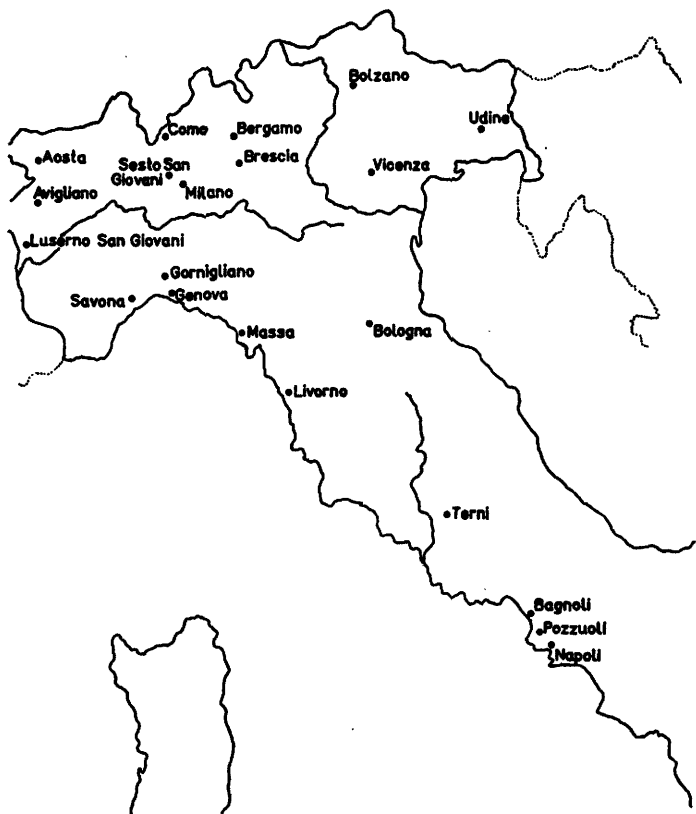 Bolzano
Como
Bergamo
Udine
Aosta
Sesto San
Giovani
Brescia
Vicenza
Milano
Avigliano
Luserno San Giovani
Gornigliano
Savona
Genova
Massa
Bologna
Livorno
Terni
Bagnoli
Pozzuoli
Napoli